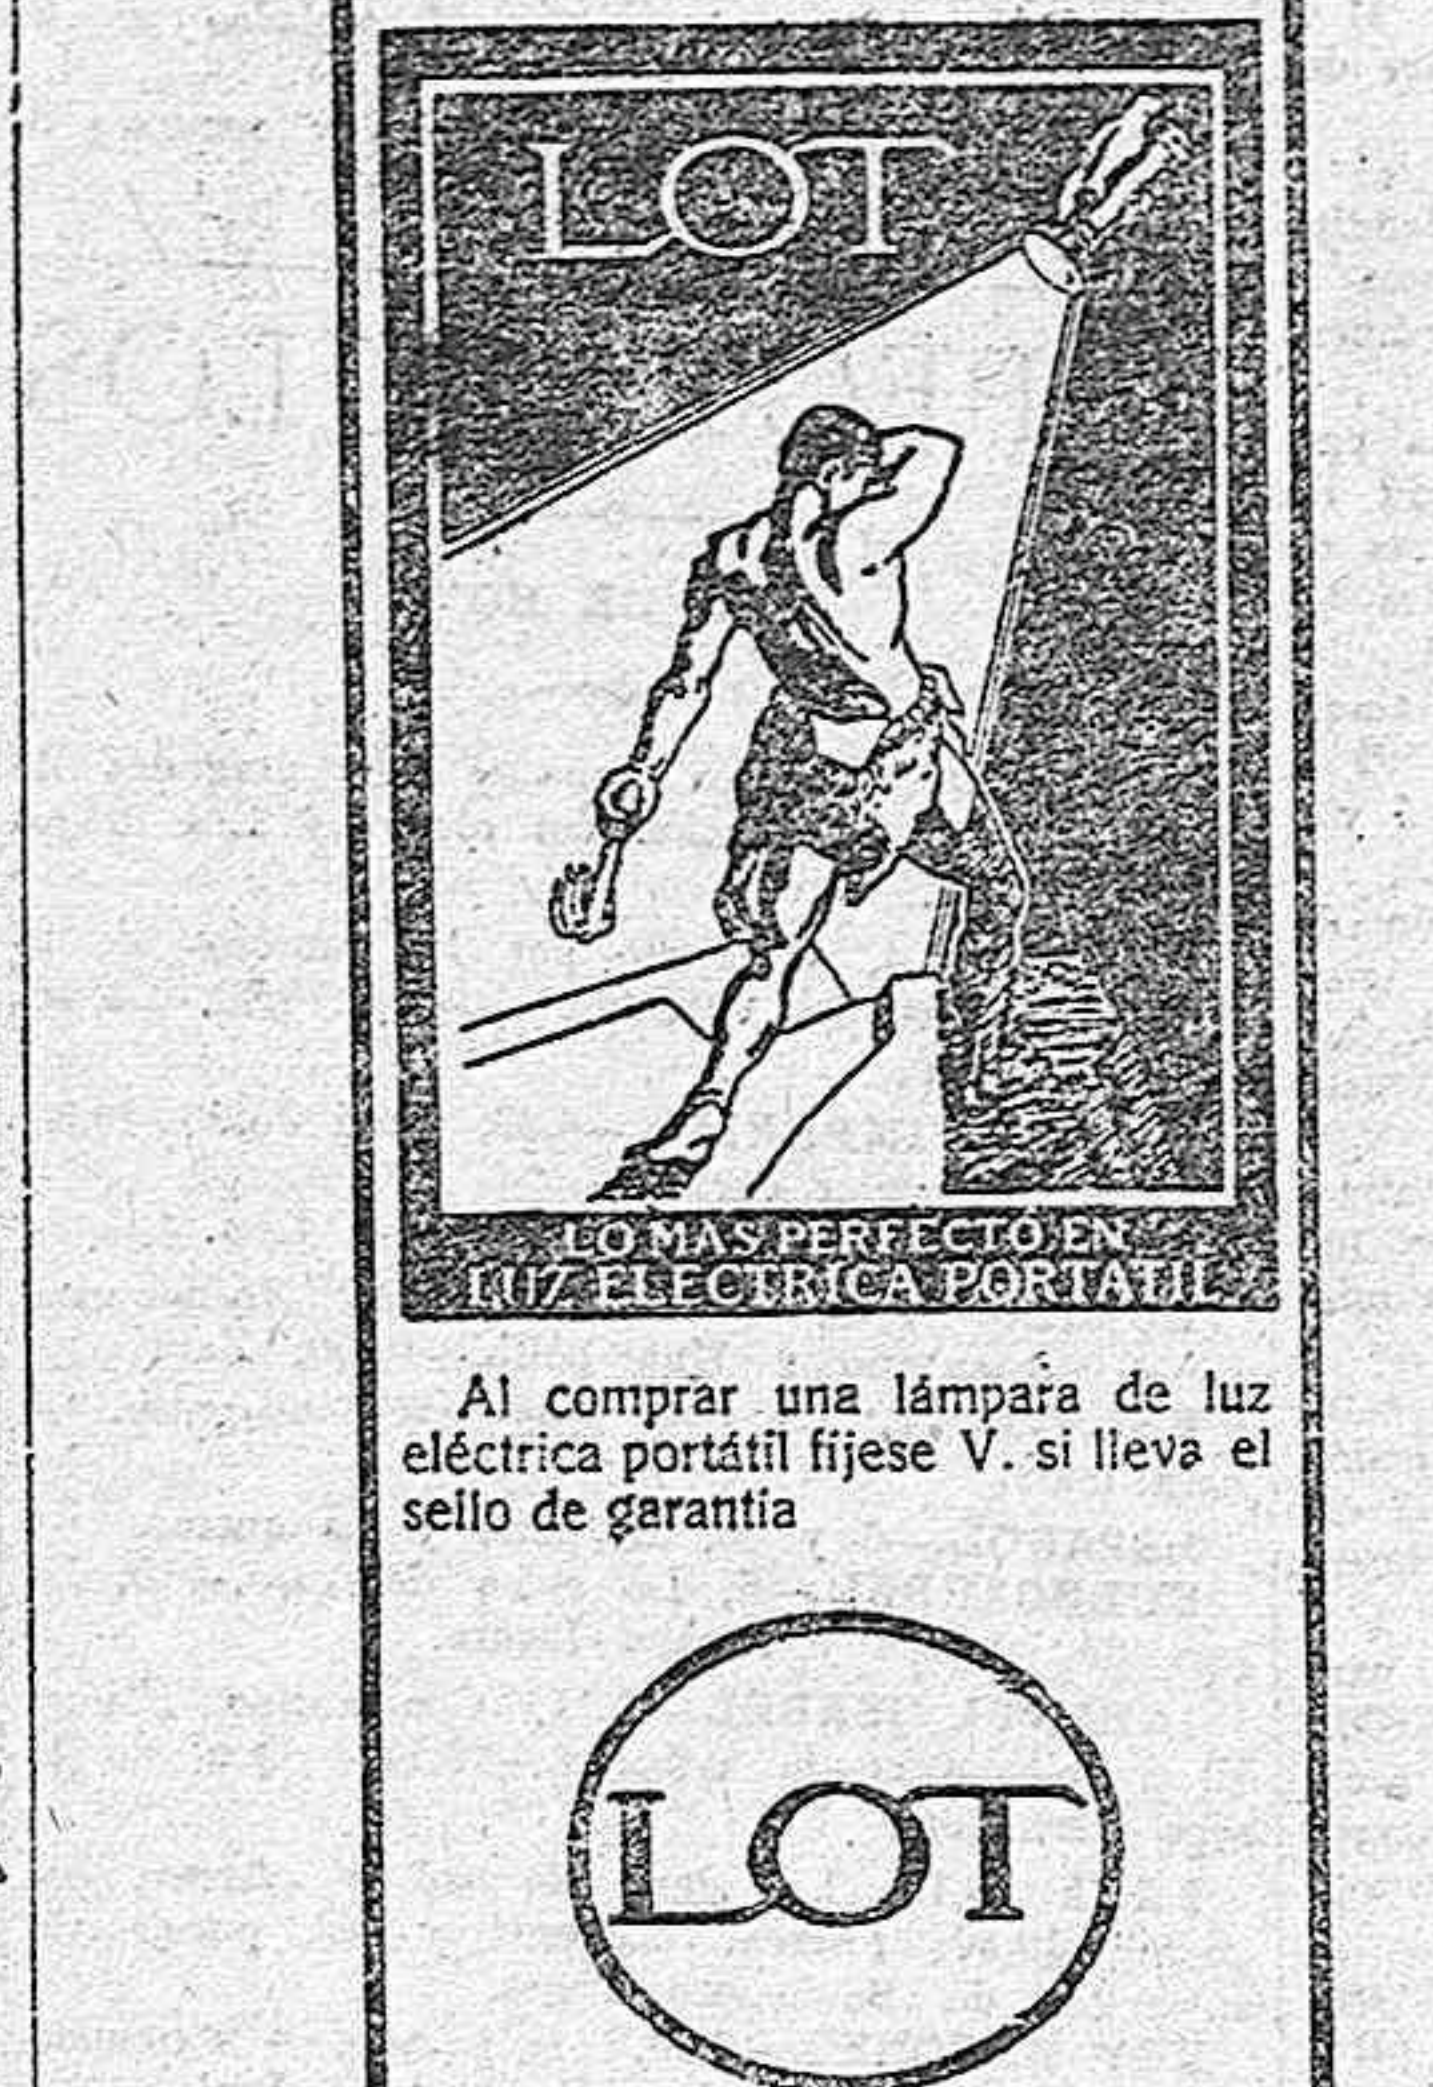 LOT
LO MAS PERFECTO EN
LUZ ELECTRICA PORTATIL
Al comprar una lámpara de luz
eléctrica portátil fijese V. si lleva el
sello de garantia
LOT